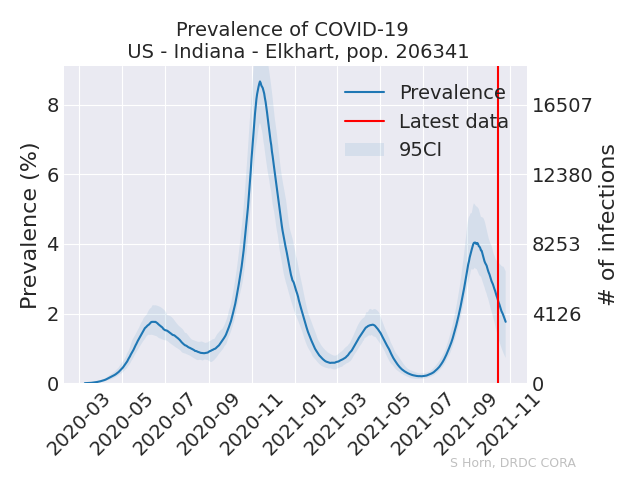 Prevalence of COVID-19
US - Indiana - Elkhart, pop. 206341
Prevalence
Latest data
95CI
Prevalence (%)
8
6
4
2
0
16507
12380
8253
4126
0
# of infections
2020-03
2020-05
2020-07
2020-09
2020-11
2021-01
2021-03
2021-05
2021-07
2021-09
2021-11
S Horn, DRDC CORA